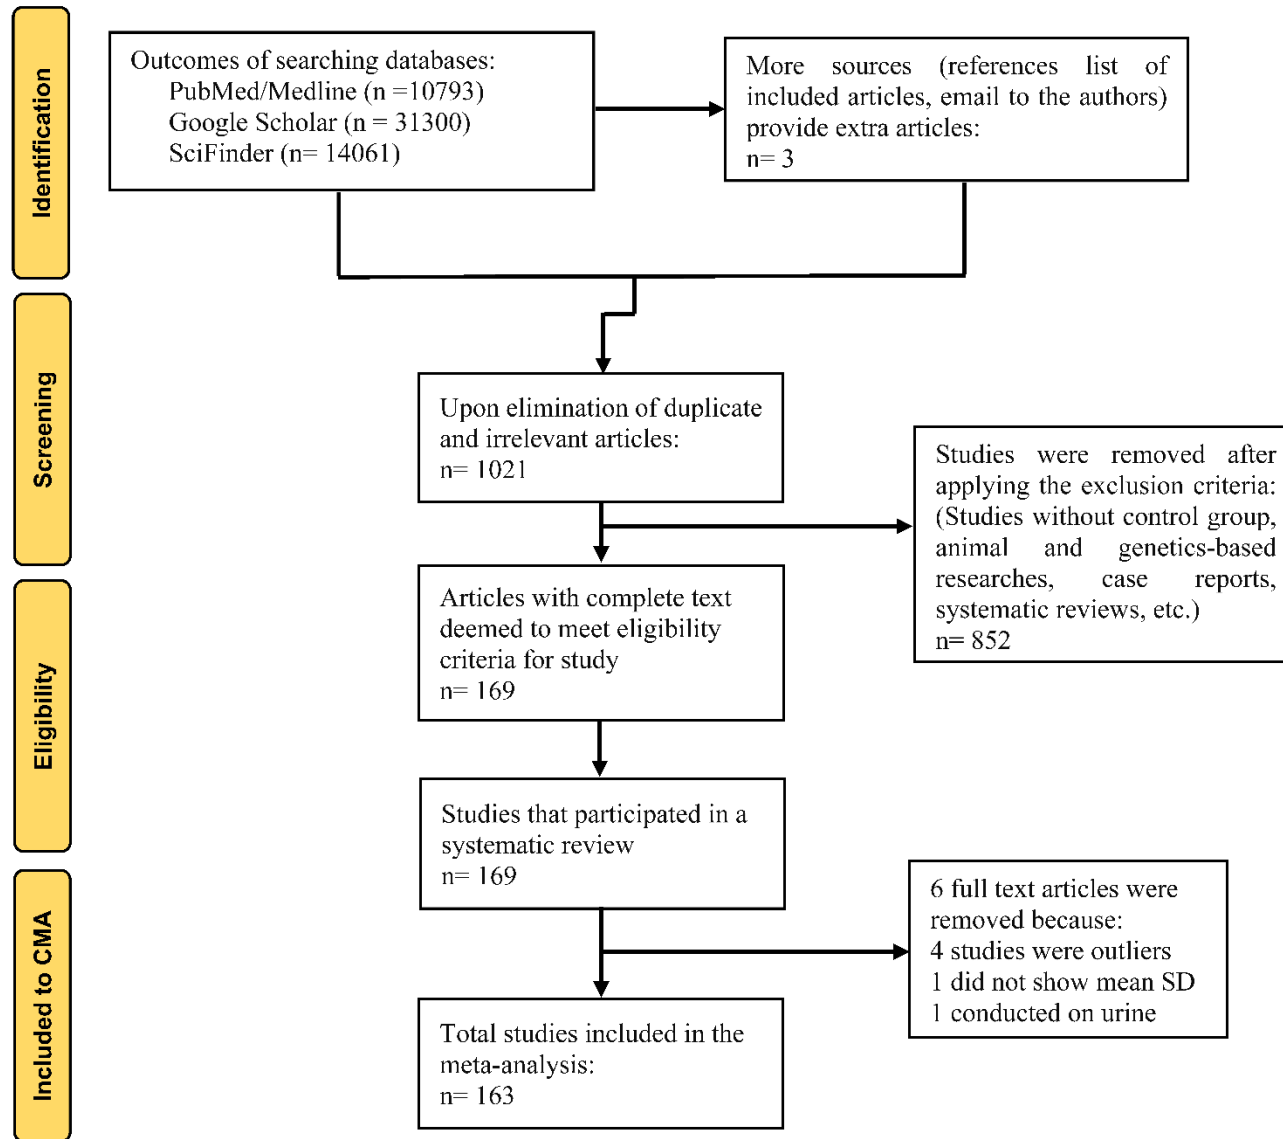 Identification
Outcomes of searching databases:
PubMed/Medline (n =10793)
Google Scholar (n = 31300)
SciFinder (n= 14061)
More sources (references list of
included articles, email to the authors)
provide extra articles:
n= 3
Screening
Upon elimination of duplicate
and irrelevant articles:
n= 1021
Studies were removed after
applying the exclusion criteria:
(Studies without control group,
animal and genetics-based
researches, case reports,
systematic reviews, etc.)
n= 852
Eligibility
Articles with complete text
deemed to meet eligibility
criteria for study
n= 169
Studies that participated in a
systematic review
n= 169
Included to CMA
6 full text articles were
removed because:
4 studies were outliers
1 did not show mean SD
1 conducted on urine
Total studies included in the
meta-analysis:
n= 163